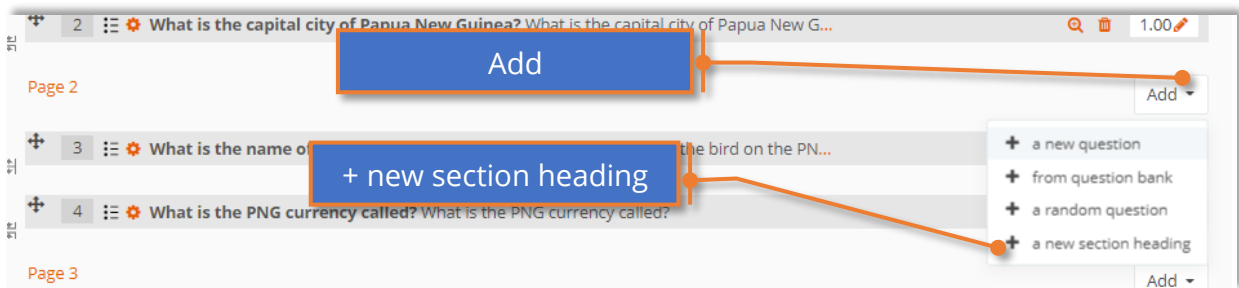 2 What is the capital city of Papua New Guinea? What is the capital city of Papua New G... 1.00
Add
Page 2
Add
3 What is the name of the bird on the PN...
+ a new question
+ new section heading
+ from question bank
4 What is the PNG currency called? What is the PNG currency called?
+ a random question
+ a new section heading
Page 3
Add